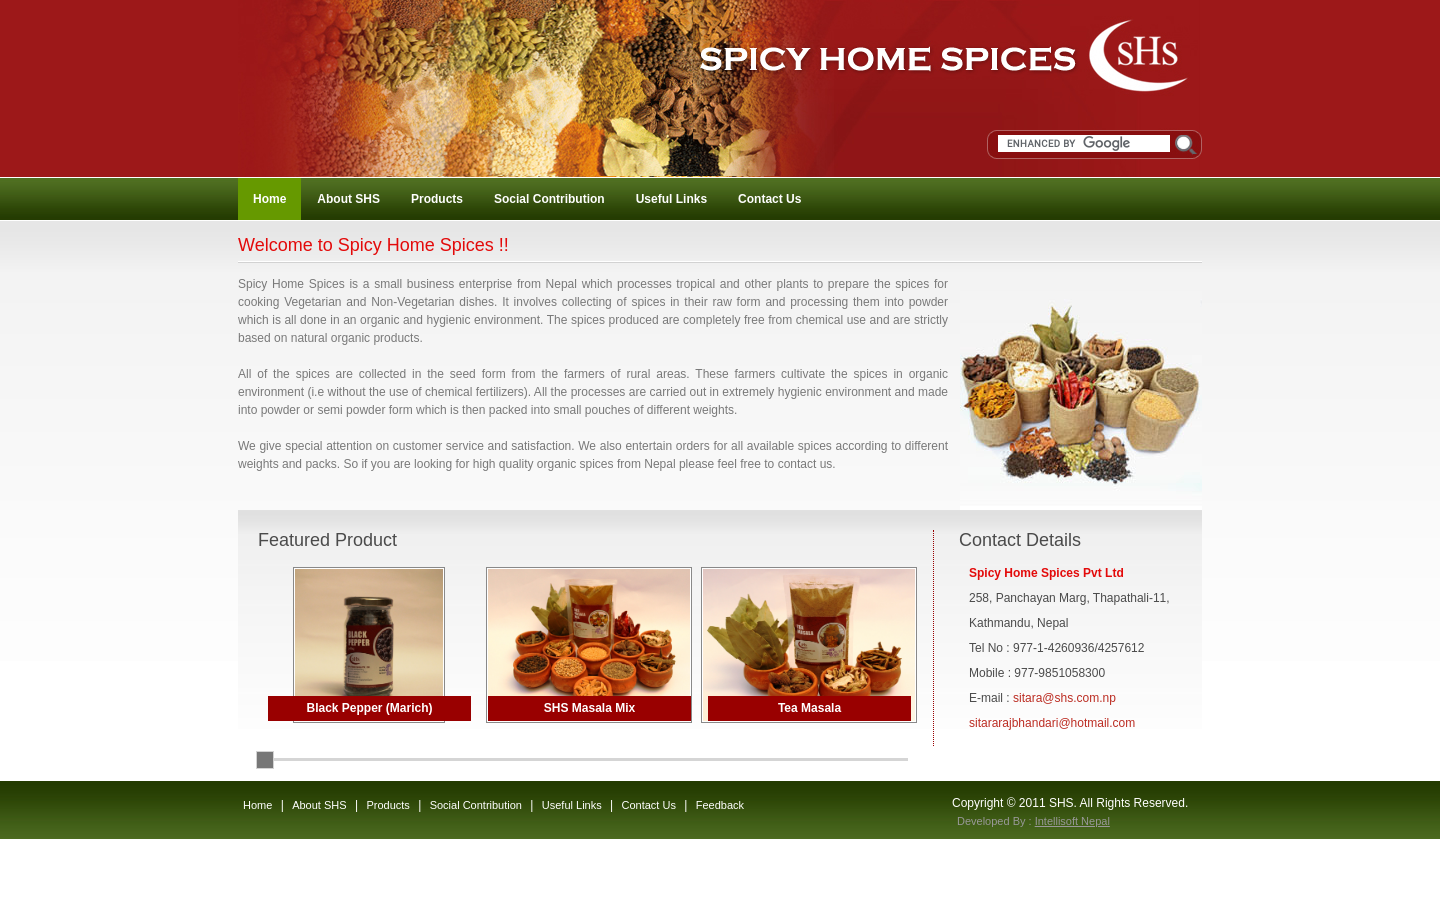 SPICY HOME SPICES
SHS
ENHANCED BY Google
Home About SHS Products Social Contribution Useful Links Contact Us
Welcome to Spicy Home Spices !!
Spicy Home Spices is a small business enterprise from Nepal which processes tropical and other plants to prepare the spices for
cooking Vegetarian and Non-Vegetarian dishes. It involves collecting of spices in their raw form and processing them into powder
which is all done in an organic and hygienic environment. The spices produced are completely free from chemical use and are strictly
based on natural organic products.
All of the spices are collected in the seed form from the farmers of rural areas. These farmers cultivate the spices in organic
environment (i.e without the use of chemical fertilizers). All the processes are carried out in extremely hygienic environment and made
into powder or semi powder form which is then packed into small pouches of different weights.
We give special attention on customer service and satisfaction. We also entertain orders for all available spices according to different
weights and packs. So if you are looking for high quality organic spices from Nepal please feel free to contact us.
Featured Product
BLACK
PEPPER
SHS
Black Pepper (Marich)
SHS Masala Mix
TEA
MASALA
Tea Masala
Contact Details
Spicy Home Spices Pvt Ltd
258, Panchayan Marg, Thapathali-11,
Kathmandu, Nepal
Tel No : 977-1-4260936/4257612
Mobile : 977-9851058300
E-mail : sitara@shs.com.np
sitararajbhandari@hotmail.com
Home | About SHS | Products | Social Contribution | Useful Links | Contact Us | Feedback
Copyright © 2011 SHS. All Rights Reserved.
Developed By : Intellisoft Nepal